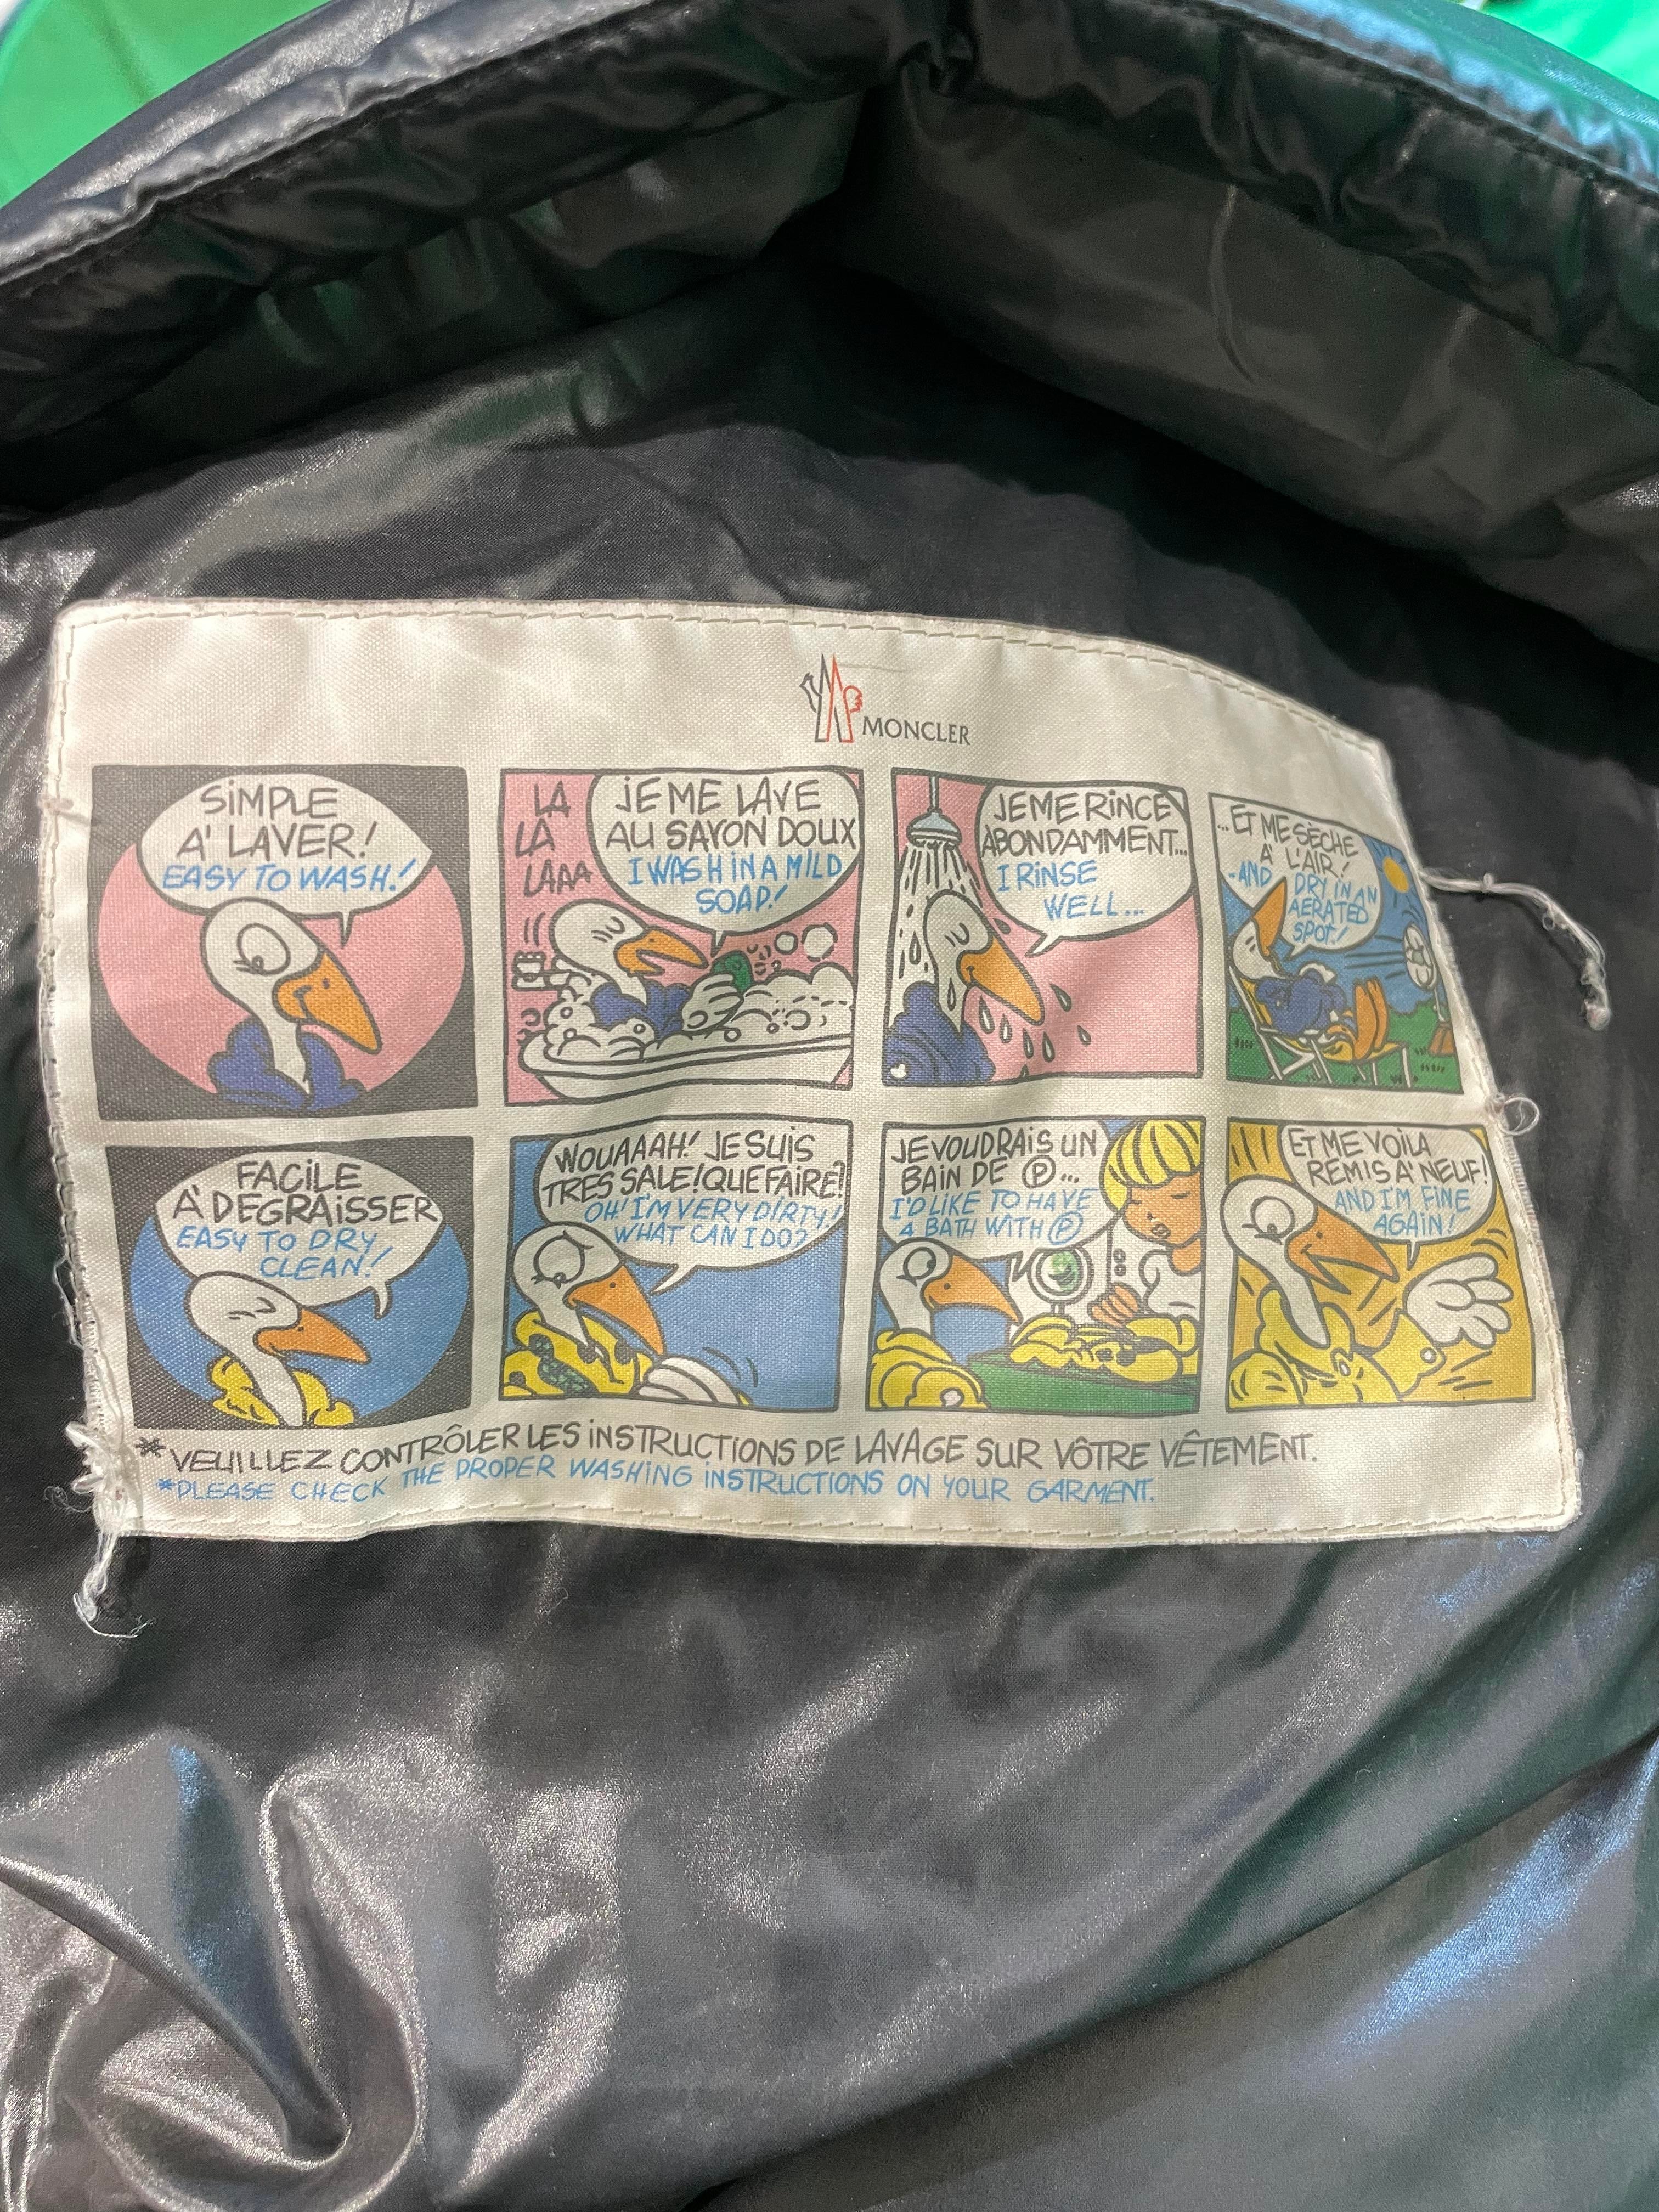 MONCLER
SiMPLE
A' LAVER!
EASY TO WASH!
LA
LA
LAAA
JE ME LAVE
AU SAVON DOUX
I WASH iN A MiLD
SOAP!
JE ME RiNCE
ABONDAMMENT...
I RiNSE
WELL...
...ET ME SÈCHE
A' L'AiR!
..AND DRY IN AN
AERATED
SPOT!
FACiLE
A' DEGRAiSSER
EASY TO DRY
CLEAN!
WOUAAAH! JE SUiS
TRES SALE! QUE FAiRE?
OH! I'M VERY DiRTY!
WHAT CAN I DO?
JE VOUDRAiS UN
BAiN DE Ⓟ...
I'D LIKE TO HAVE
A BATH WiTH Ⓟ
ET ME VOiLA
REMiS A' NEUF!
AND I'M FINE
AGAiN!
*VEUiLLEZ CONTRÔLER LES iNSTRUCTiONS DE LAVAGE SUR VÔTRE VÊTEMENT.
*PLEASE CHECK THE PROPER WASHiNG iNSTRUCTiONS ON YOUR GARMENT.